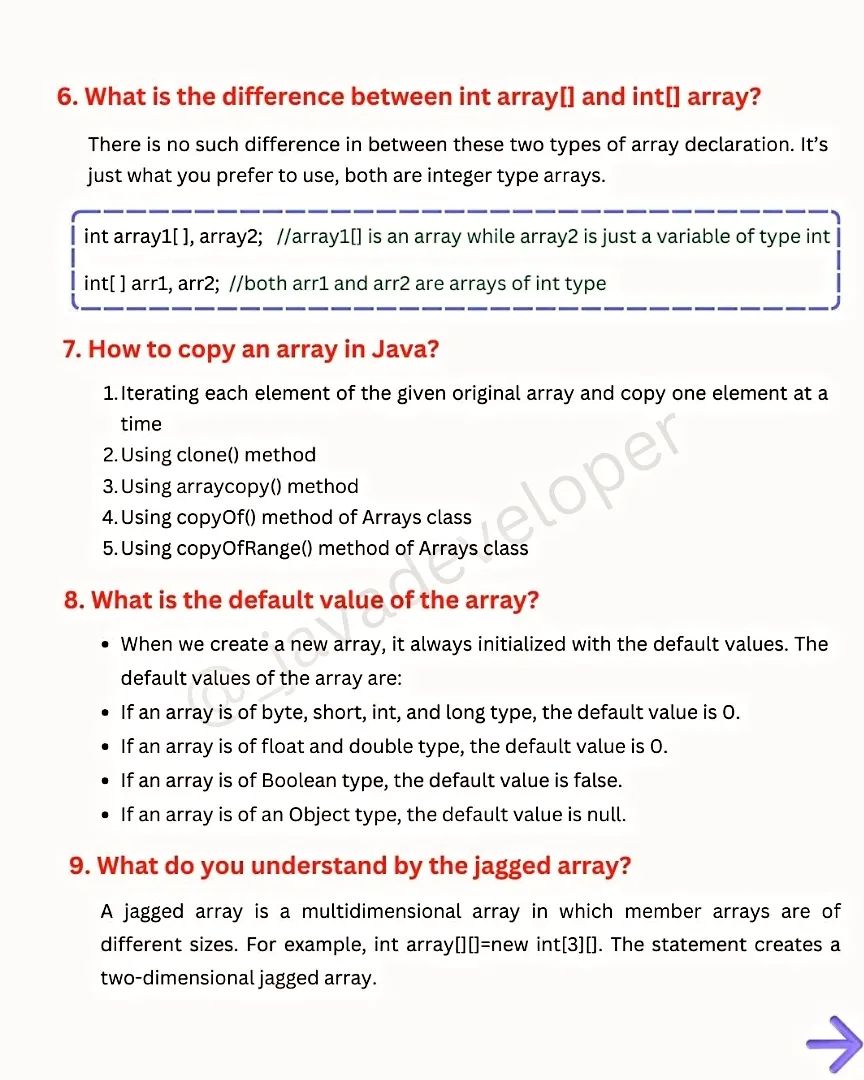 6. What is the difference between int array[] and int[] array?
There is no such difference in between these two types of array declaration. It's
just what you prefer to use, both are integer type arrays.
int array1[ ], array2; //array1[] is an array while array2 is just a variable of type int
int[ ] arr1, arr2; //both arr1 and arr2 are arrays of int type
7. How to copy an array in Java?
1. Iterating each element of the given original array and copy one element at a
time
2. Using clone() method
3. Using arraycopy() method
4. Using copyOf() method of Arrays class
5. Using copyOfRange() method of Arrays class
@_javadeveloper
8. What is the default value of the array?
• When we create a new array, it always initialized with the default values. The
default values of the array are:
• If an array is of byte, short, int, and long type, the default value is 0.
• If an array is of float and double type, the default value is 0.
• If an array is of Boolean type, the default value is false.
• If an array is of an Object type, the default value is null.
9. What do you understand by the jagged array?
A jagged array is a multidimensional array in which member arrays are of
different sizes. For example, int array[][]=new int[3][]. The statement creates a
two-dimensional jagged array.